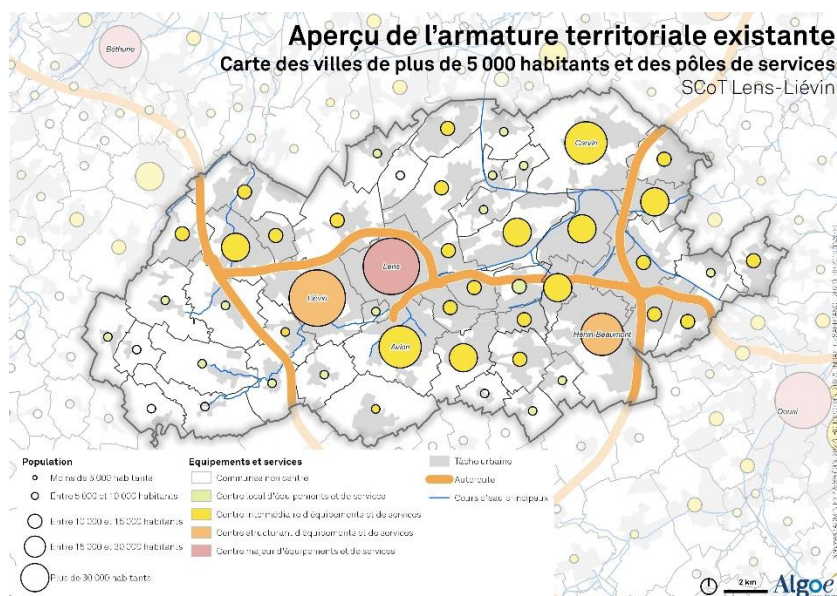 Aperçu de l'armature territoriale existante
Carte des villes de plus de 5 000 habitants et des pôles de services
SCoT Lens-Liévin
Béthune
Carvin
Lens
Liévin
Hénin-Beaumont
Avion
Douai
Population
Moins de 5 000 habitants
Entre 5 000 et 10 000 habitants
Entre 10 000 et 15 000 habitants
Entre 15 000 et 30 000 habitants
Plus de 30 000 habitants
Equipements et services
Communes non centre
Centre local d'équipements et de services
Centre intermédiaire d'équipements et de services
Centre structurant d'équipements et de services
Centre majeur d'équipements et de services
Tâche urbaine
Autoroute
Cours d'eau principaux
2 km
Algoé